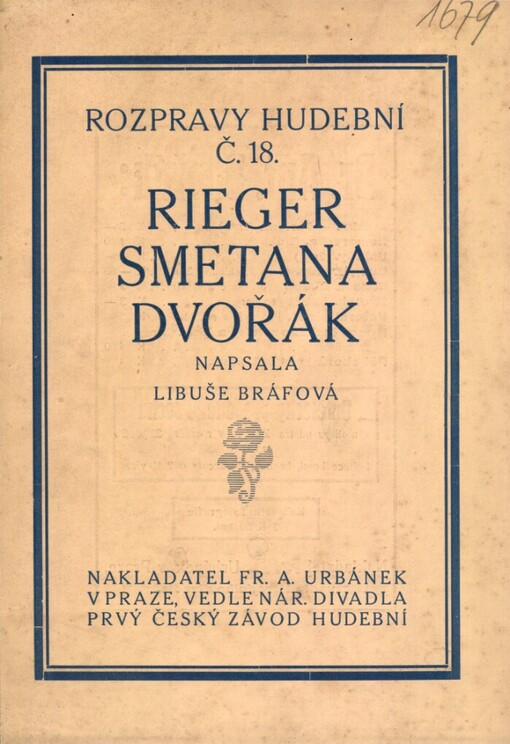 1679
ROZPRAVY HUDEBNÍ
Č. 18.
RIEGER
SMETANA
DVOŘÁK
NAPSALA
LIBUŠE BRÁFOVÁ
NAKLADATEL FR. A. URBÁNEK
V PRAZE, VEDLE NÁR. DIVADLA
PRVÝ ČESKÝ ZÁVOD HUDEBNÍ